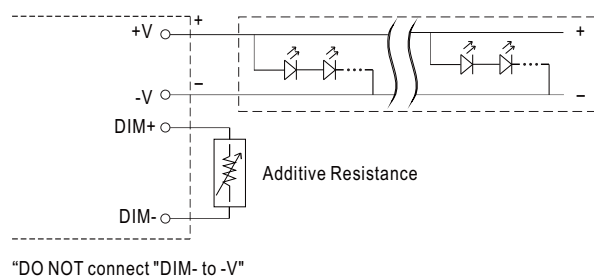 +V
+
+
−
-V
−
DIM+
Additive Resistance
DIM-
“DO NOT connect "DIM- to -V"